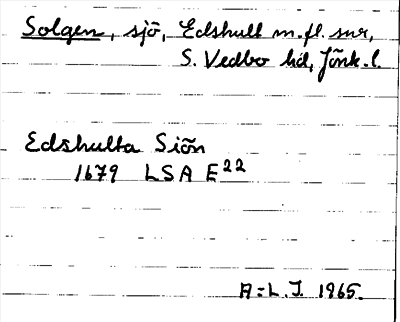 Solgen, sjö, Edshult m.fl. snr,
S. Vedbo hd, Jönk. l.
Edshulta Siön
1679 LSA E22
A=L. J. 1965.